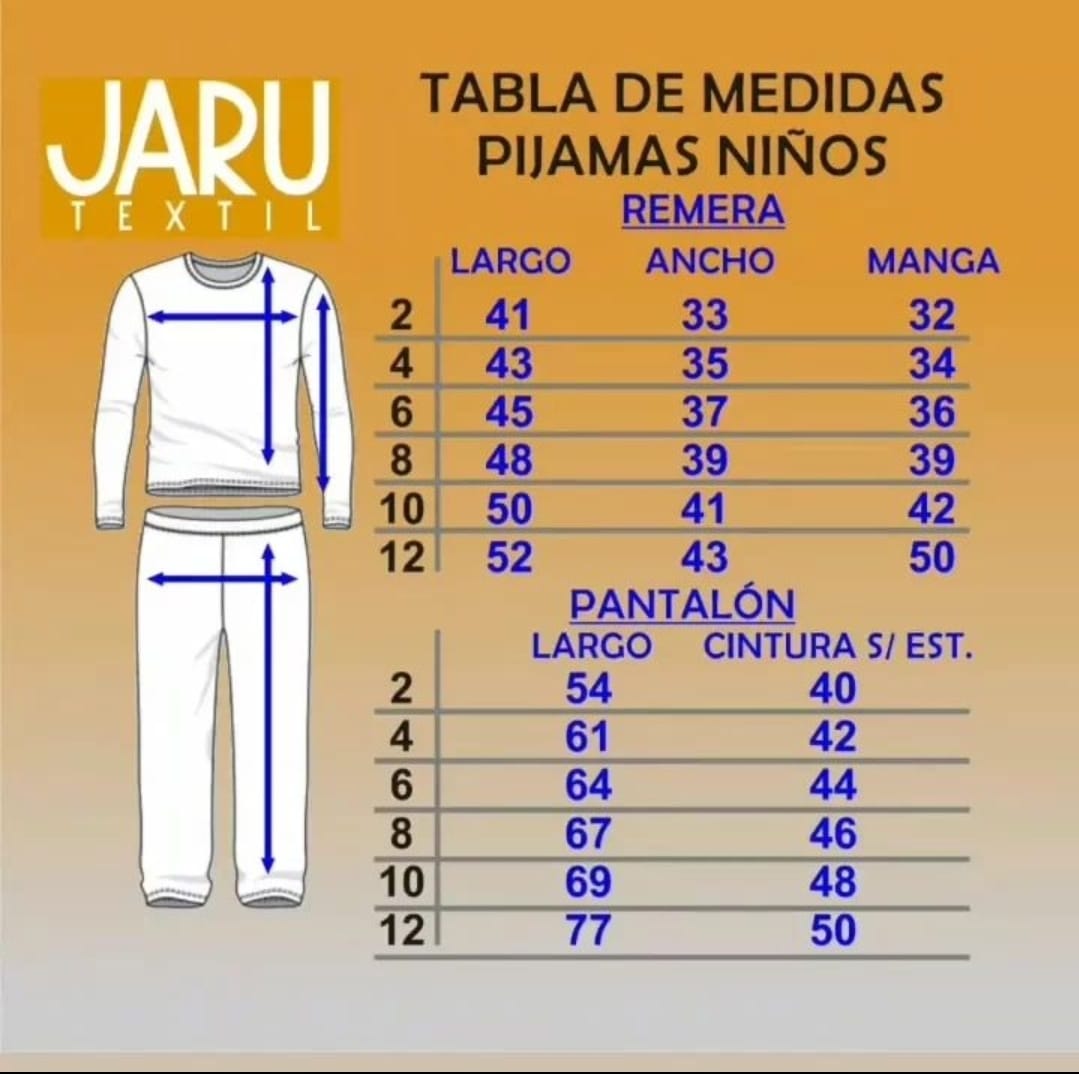 JARU
TEXTIL
TABLA DE MEDIDAS
PIJAMAS NIÑOS
REMERA
LARGO ANCHO MANGA
2 41 33 32
4 43 35 34
6 45 37 36
8 48 39 39
10 50 41 42
12 52 43 50
PANTALÓN
LARGO CINTURA S/ EST.
2 54 40
4 61 42
6 64 44
8 67 46
10 69 48
12 77 50